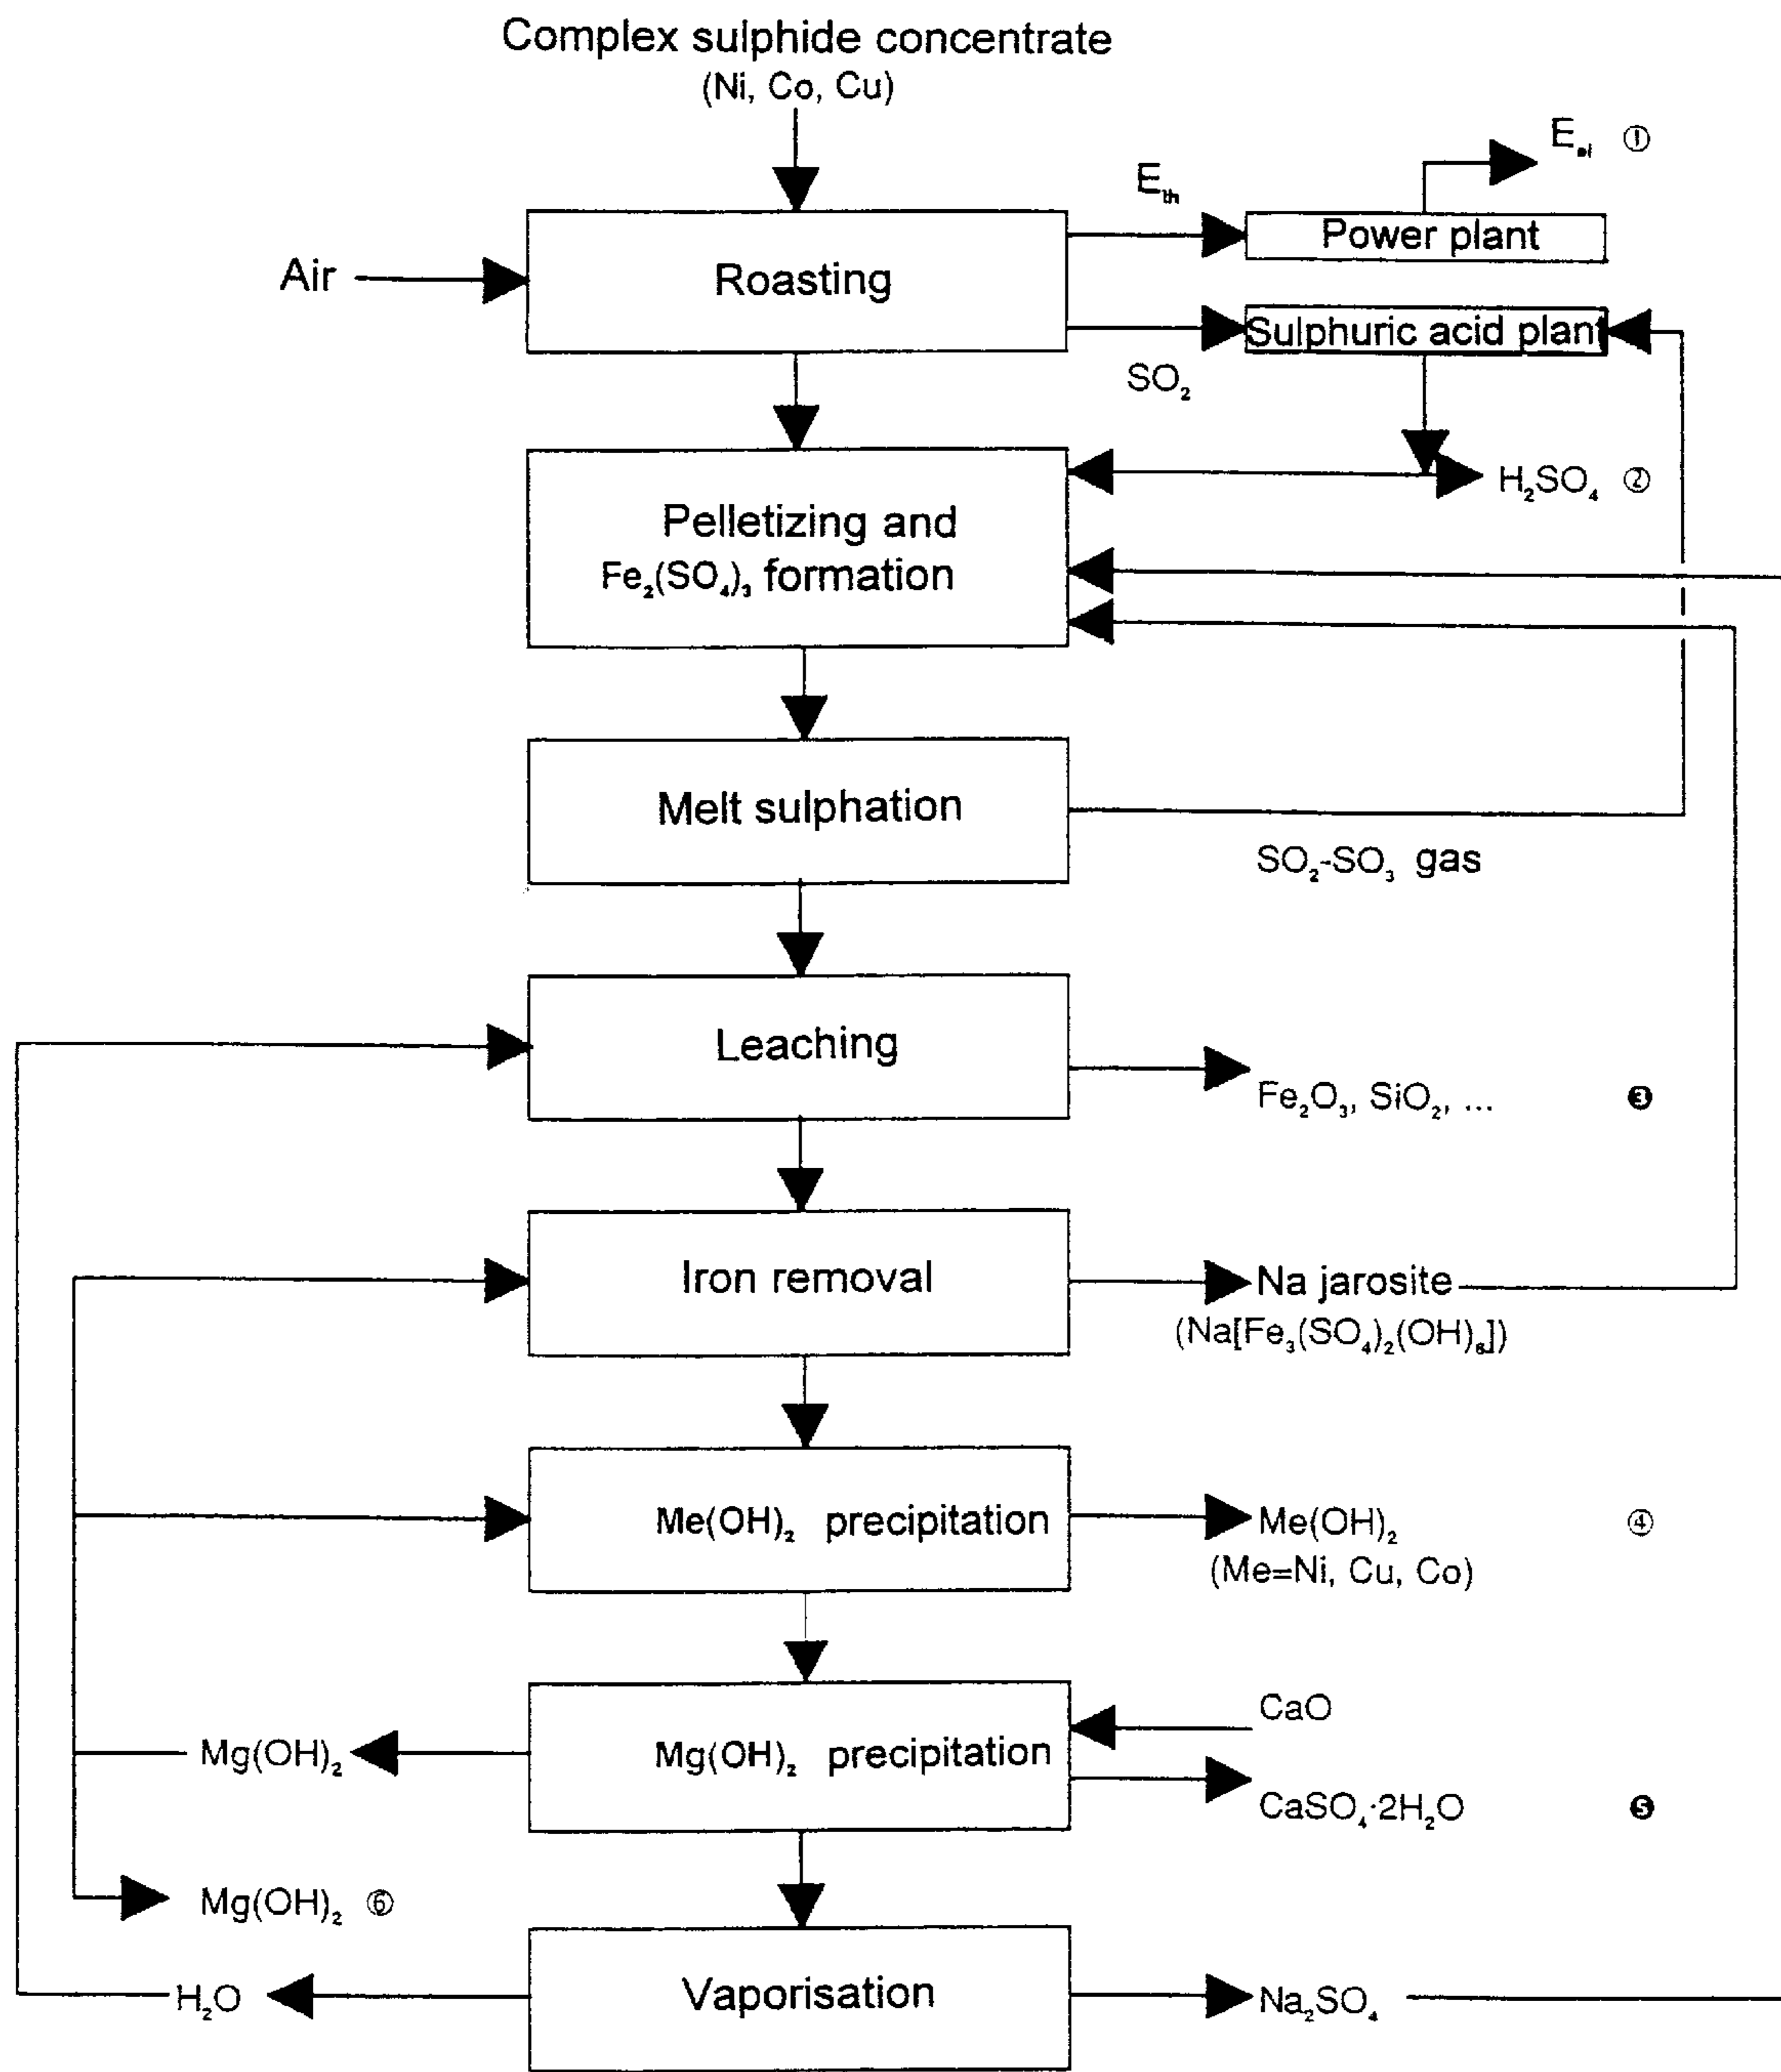 Complex sulphide concentrate
(Ni, Co, Cu)
E_el ①
E_th
Power plant
Air
Roasting
Sulphuric acid plant
SO₂
H₂SO₄ ②
Pelletizing and
Fe₂(SO₄)₃ formation
Melt sulphation
SO₂-SO₃ gas
Leaching
Fe₂O₃, SiO₂, ... ❸
Iron removal
Na jarosite
(Na[Fe₃(SO₄)₂(OH)₆])
Me(OH)₂ precipitation
Me(OH)₂ ④
(Me=Ni, Cu, Co)
CaO
Mg(OH)₂
Mg(OH)₂ precipitation
CaSO₄·2H₂O ❺
Mg(OH)₂ ⑥
Vaporisation
H₂O
Na₂SO₄